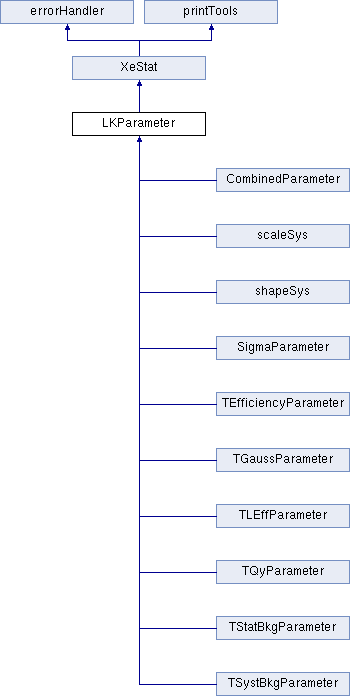 errorHandler printTools
XeStat
LKParameter
CombinedParameter
scaleSys
shapeSys
SigmaParameter
TEfficiencyParameter
TGaussParameter
TLEffParameter
TQyParameter
TStatBkgParameter
TSystBkgParameter